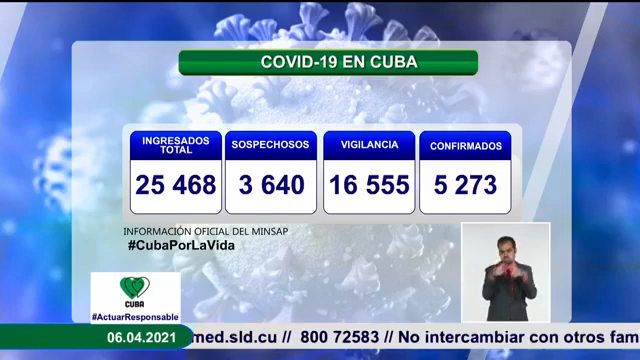 COVID-19 EN CUBA
INGRESADOS
TOTAL
25 468
SOSPECHOSOS
3 640
VIGILANCIA
16 555
CONFIRMADOS
5 273
INFORMACIÓN OFICIAL DEL MINSAP
#CubaPorLaVida
CUBA
#ActuarResponsable
06.04.2021
med.sld.cu // 800 72583 // No intercambiar con otros fam